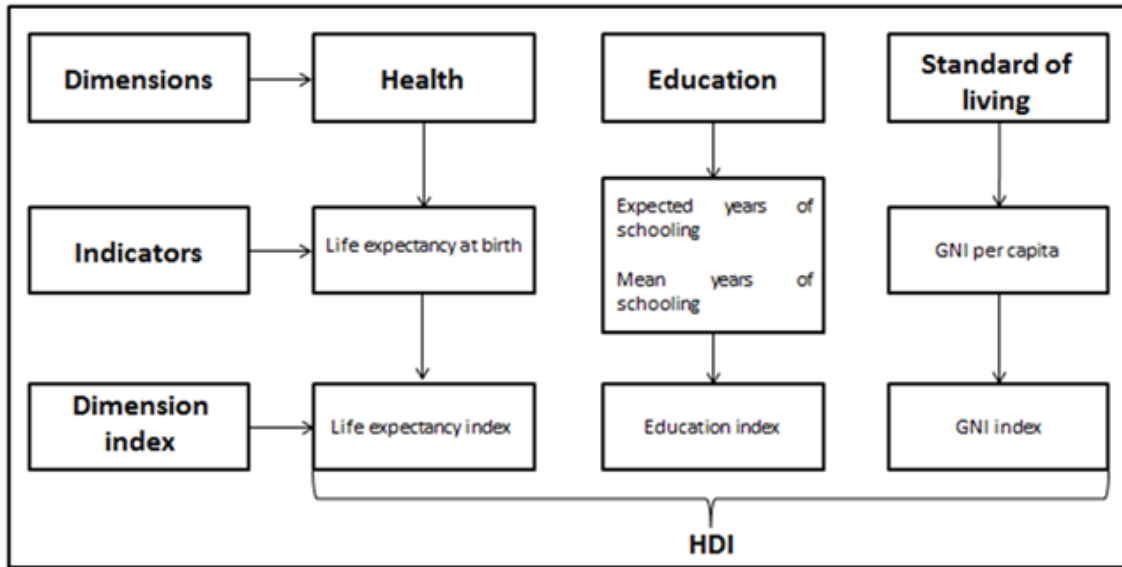 Dimensions
Health
Education
Standard of
living
Indicators
Life expectancy at birth
Expected years of
schooling
Mean years of
schooling
GNI per capita
Dimension
index
Life expectancy index
Education index
GNI index
HDI